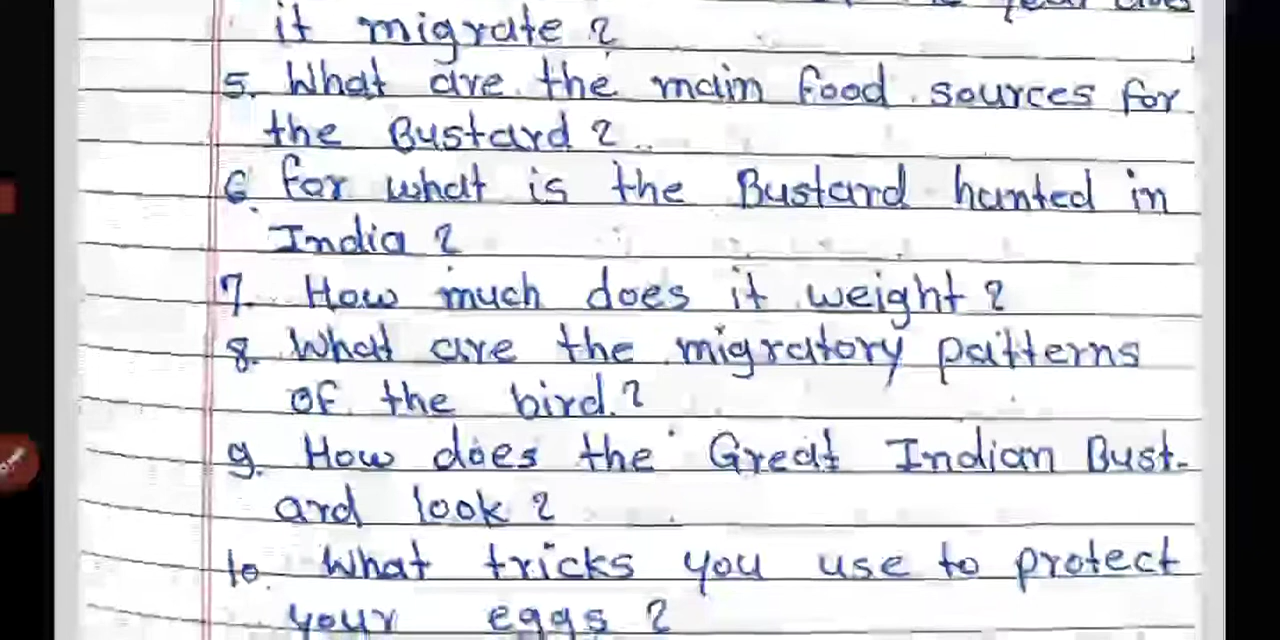 it migrate ?
5. What are the main food sources for
the Bustard ?
6. for what is the Bustard hunted in
India ?
7. How much does it weight ?
8. What are the migratory patterns
of the bird. ?
9. How does the Great Indian Bust-
ard look ?
10. What tricks you use to protect
your eggs ?